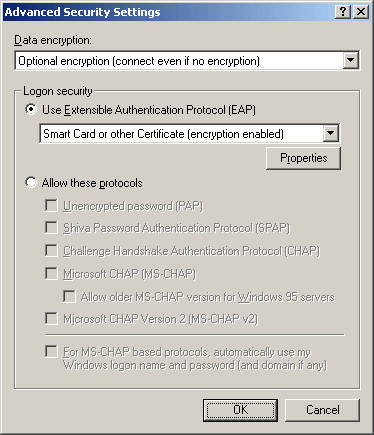 Advanced Security Settings
Data encryption:
Optional encryption (connect even if no encryption)
Logon security
Use Extensible Authentication Protocol (EAP)
Smart Card or other Certificate (encryption enabled)
Properties
Allow these protocols
Unencrypted password (PAP)
Shiva Password Authentication Protocol (SPAP)
Challenge Handshake Authentication Protocol (CHAP)
Microsoft CHAP (MS-CHAP)
Allow older MS-CHAP version for Windows 95 servers
Microsoft CHAP Version 2 (MS-CHAP v2)
For MS-CHAP based protocols, automatically use my
Windows logon name and password (and domain if any)
OK Cancel